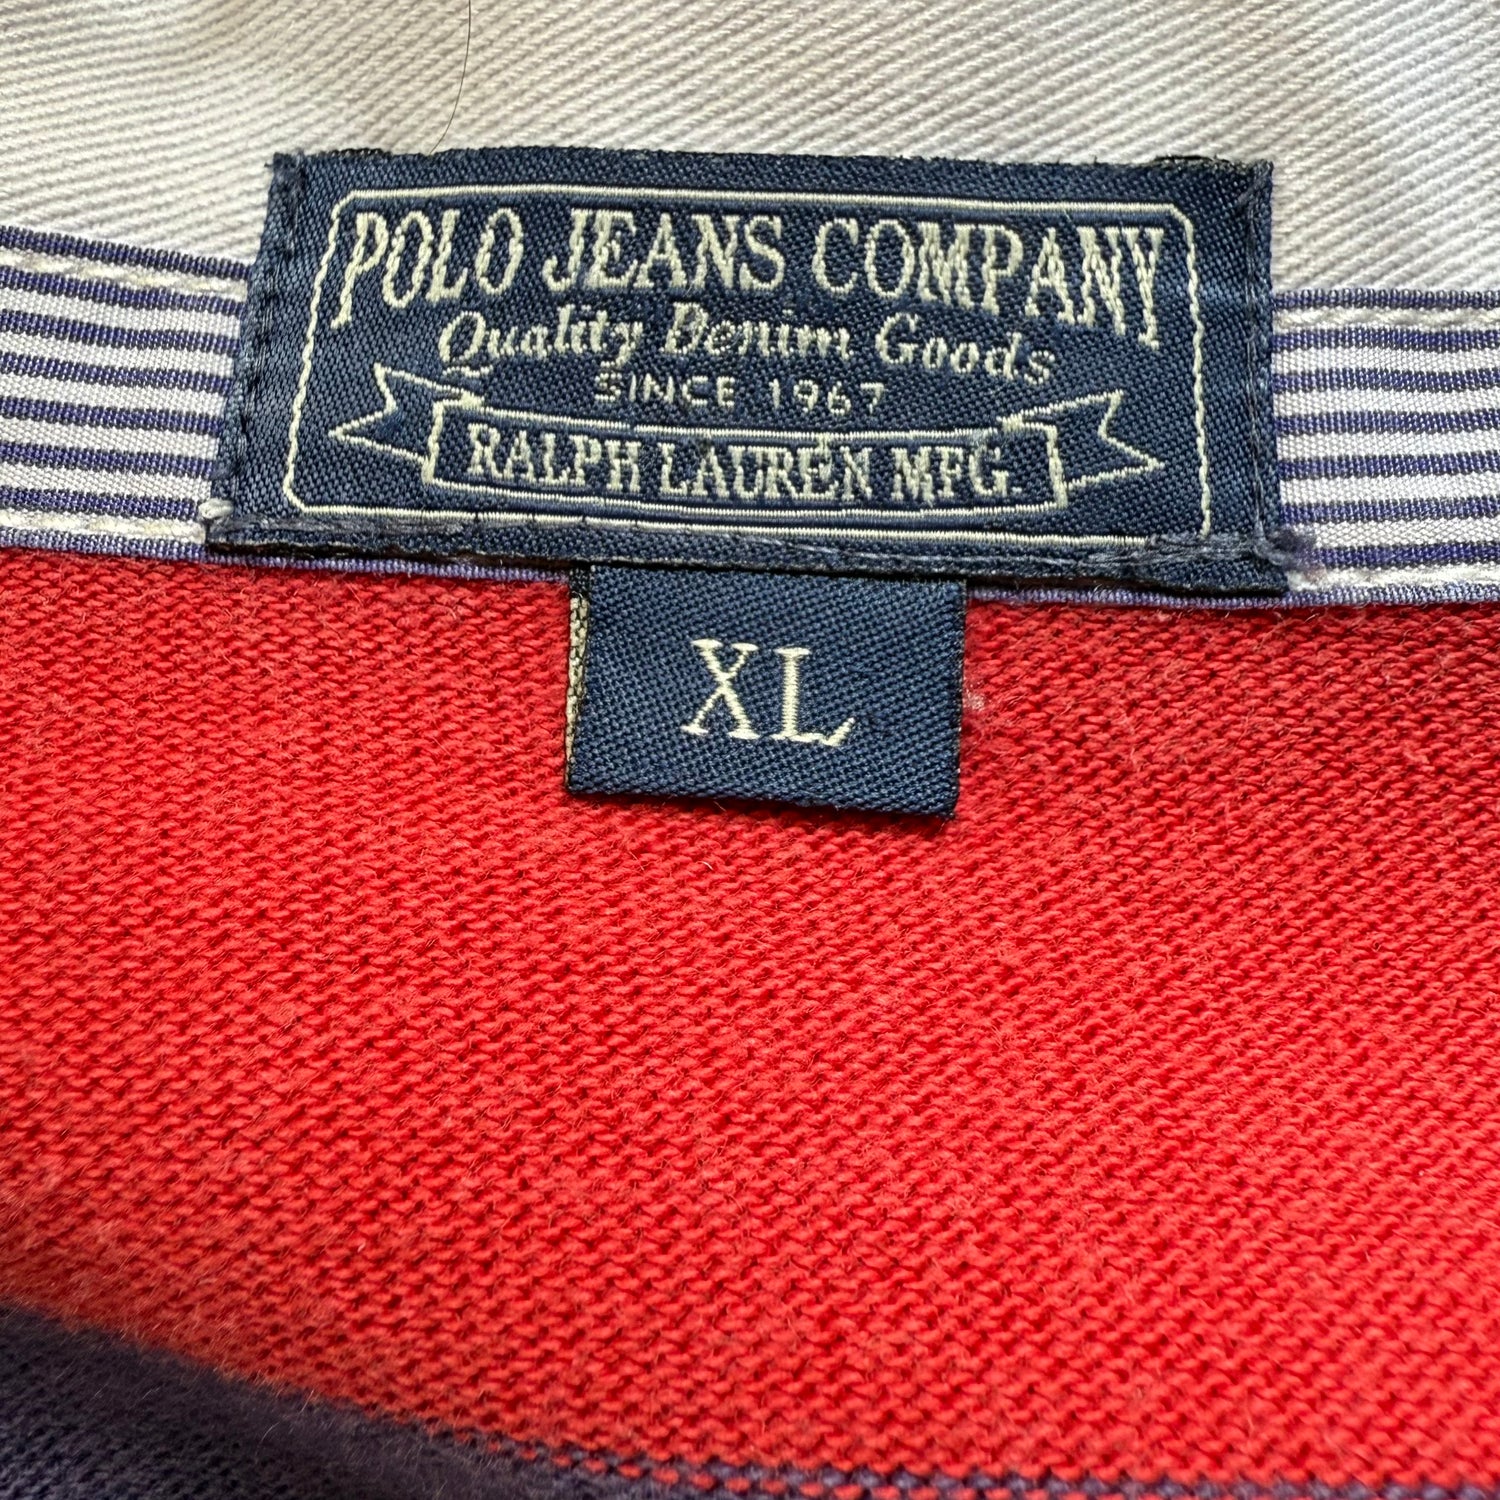 POLO JEANS COMPANY
Quality Denim Goods
SINCE 1967
RALPH LAUREN MFG.
XL